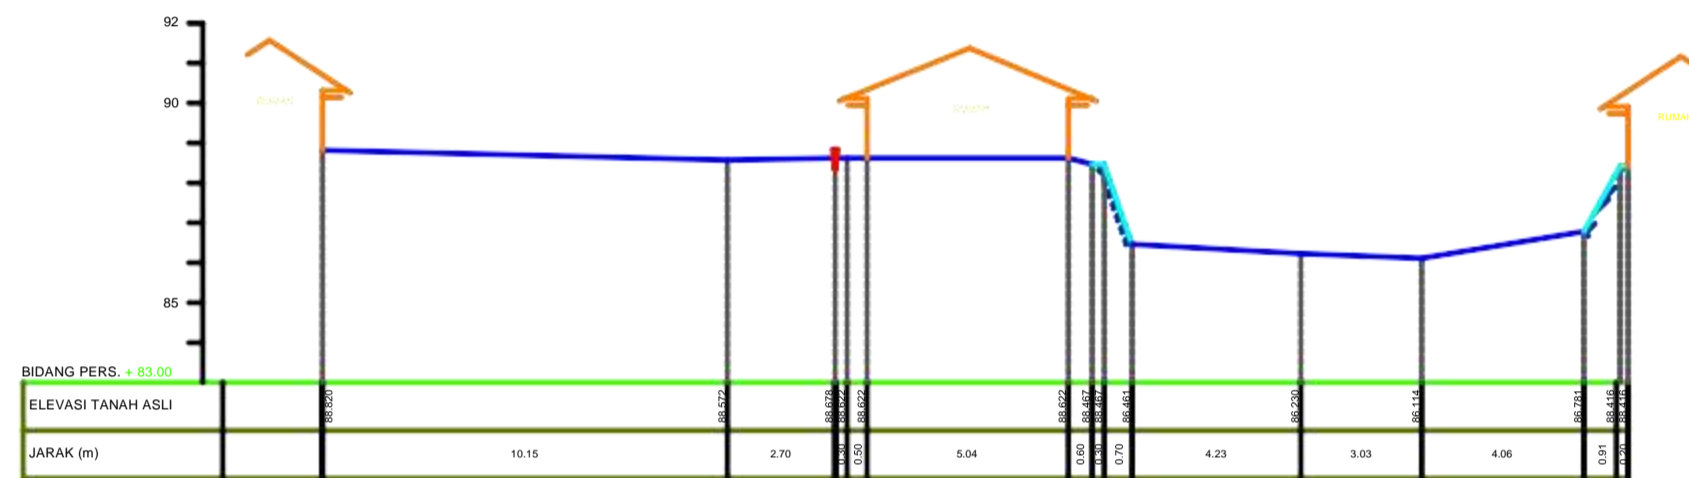 92
90
85
RUMAH
BIDANG PERS. + 83.00
ELEVASI TANAH ASLI 88.820 88.572 88.678 88.622 88.622 88.622 88.467 88.467 86.461 86.230 86.114 86.781 88.416 88.416
JARAK (m) 10.15 2.70 0.30 0.50 5.04 0.60 0.30 0.70 4.23 3.03 4.06 0.91 0.20